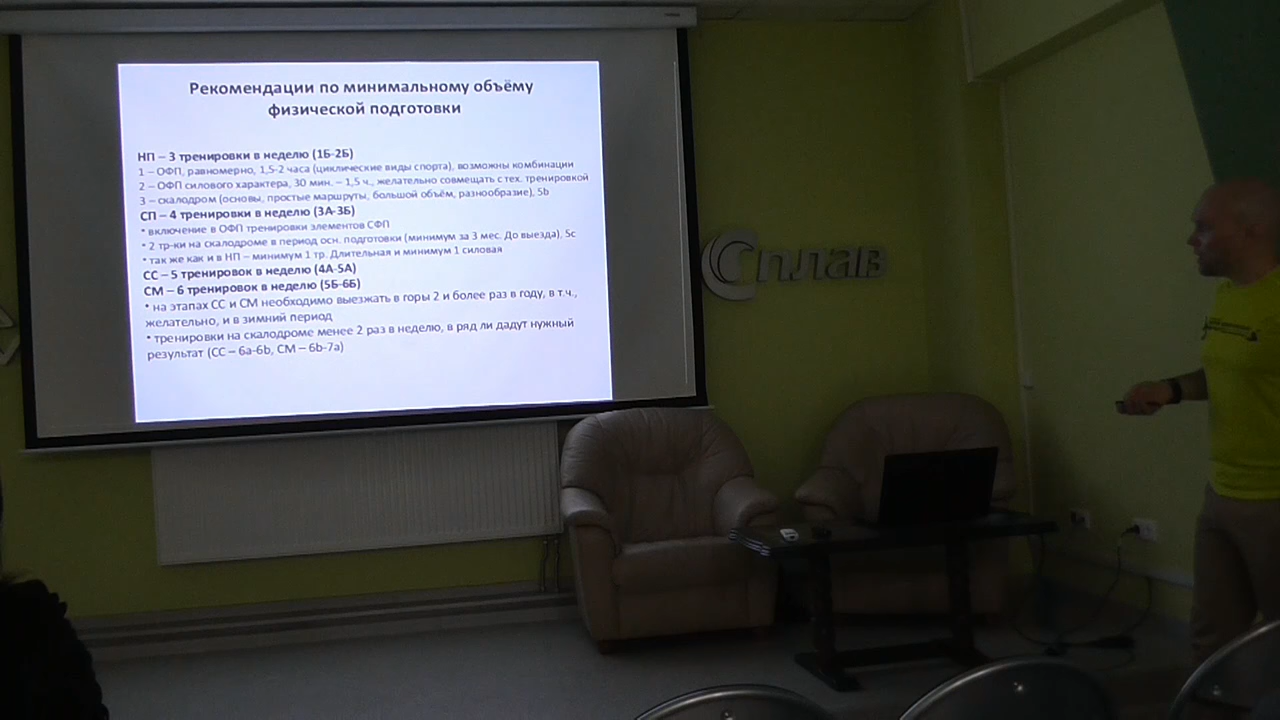 Рекомендации по минимальному объёму
физической подготовки
НП – 3 тренировки в неделю (1Б-2Б)
1 – ОФП, равномерно, 1,5-2 часа (циклические виды спорта), возможны комбинации
2 – ОФП силового характера, 30 мин. – 1,5 ч., желательно совмещать с тех. тренировкой
3 – скалодром (основы, простые маршруты, большой объём, разнообразие), 5b
СП – 4 тренировки в неделю (3А-3Б)
• включение в ОФП тренировки элементов СФП
• 2 тр-ки на скалодроме в период осн. подготовки (минимум за 3 мес. До выезда), 5с
• так же как и в НП – минимум 1 тр. Длительная и минимум 1 силовая
СС – 5 тренировок в неделю (4А-5А)
СМ – 6 тренировок в неделю (5Б-6Б)
• на этапах СС и СМ необходимо выезжать в горы 2 и более раз в году, в т.ч.,
желательно, и в зимний период
• тренировки на скалодроме менее 2 раз в неделю, в ряд ли дадут нужный
результат (СС – 6а-6b, СМ – 6b-7а)
Сплав